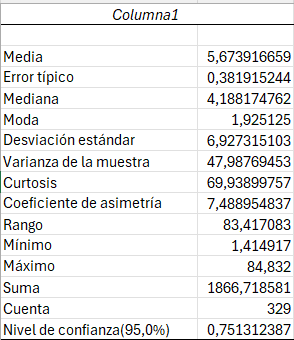 Columna1
Media 5,673916659
Error típico 0,381915244
Mediana 4,188174762
Moda 1,925125
Desviación estándar 6,927315103
Varianza de la muestra 47,98769453
Curtosis 69,93899757
Coeficiente de asimetría 7,488954837
Rango 83,417083
Mínimo 1,414917
Máximo 84,832
Suma 1866,718581
Cuenta 329
Nivel de confianza(95,0%) 0,751312387